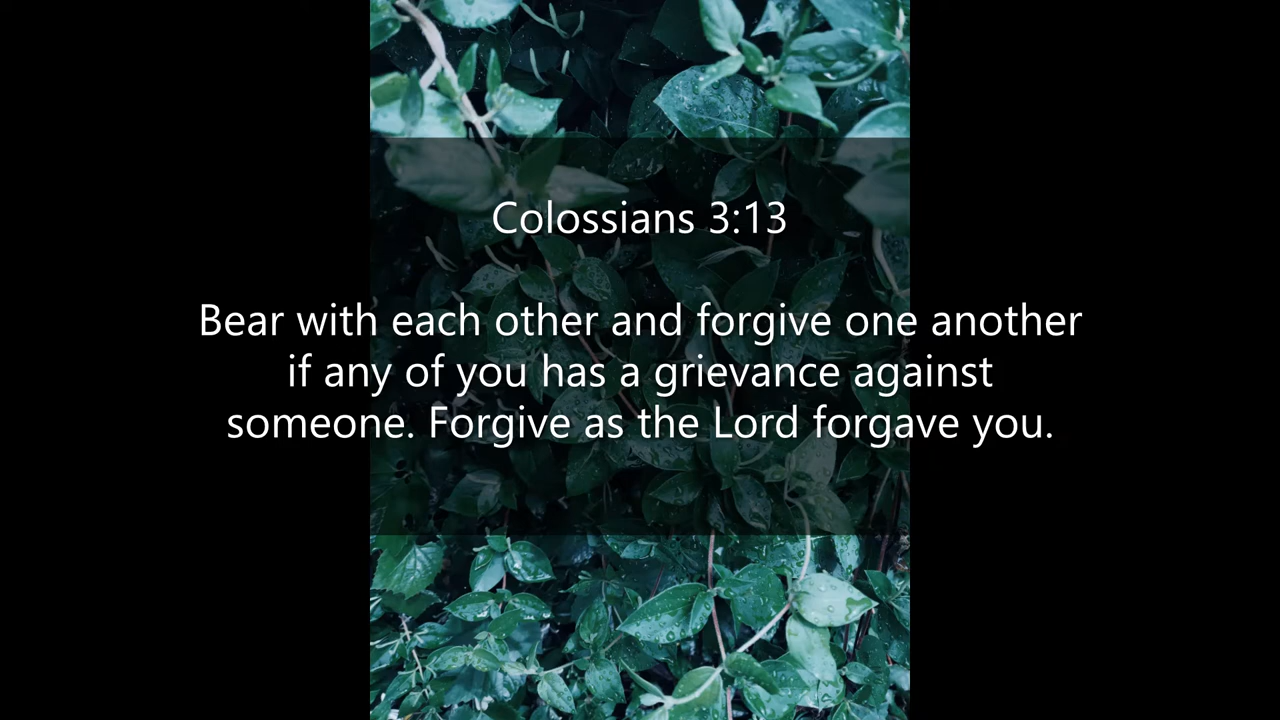 Colossians 3:13
Bear with each other and forgive one another
if any of you has a grievance against
someone. Forgive as the Lord forgave you.